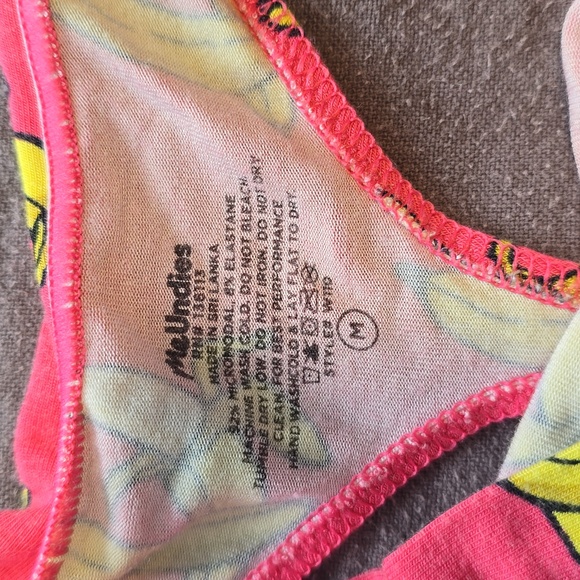 MeUndies
RN# 138113
MADE IN SRI LANKA
92% MICROMODAL 8% ELASTANE
MACHINE WASH COLD. DO NOT BLEACH.
TUMBLE DRY LOW. DO NOT IRON. DO NOT DRY
CLEAN. FOR BEST PERFORMANCE
HAND WASH COLD & LAY FLAT TO DRY.
STYLE# W110
M